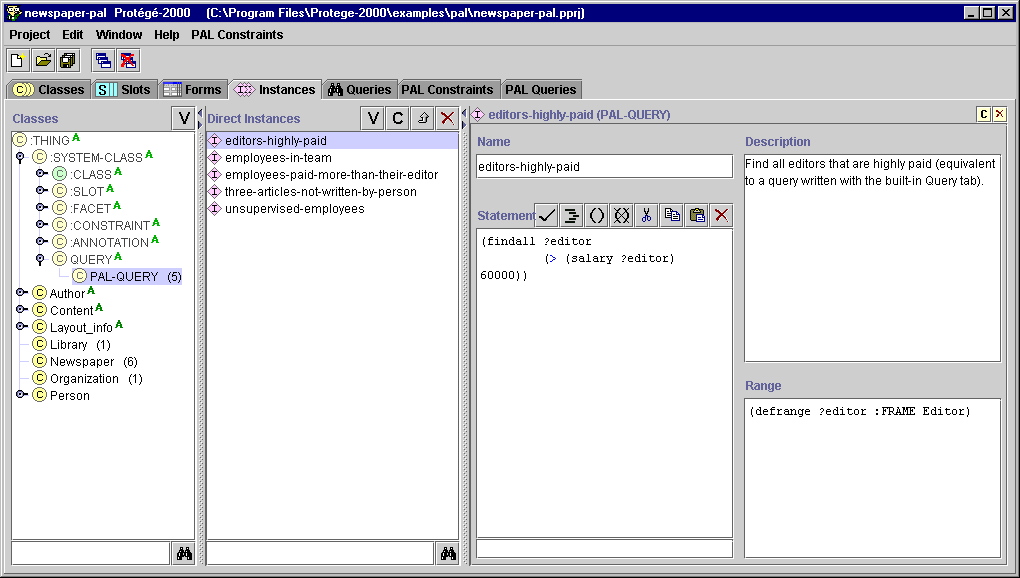 newspaper-pal Protégé-2000 (C:\Program Files\Protege-2000\examples\pal\newspaper-pal.pprj)
Project Edit Window Help PAL Constraints
Classes Slots Forms Instances Queries PAL Constraints PAL Queries
Classes V
C :THING A
C :SYSTEM-CLASS A
C :CLASS A
C :SLOT A
C :FACET A
C :CONSTRAINT A
C :ANNOTATION A
C QUERY A
C PAL-QUERY (5)
C Author A
C Content A
C Layout_info A
C Library (1)
C Newspaper (6)
C Organization (1)
C Person
Direct Instances V C
I editors-highly-paid
I employees-in-team
I employees-paid-more-than-their-editor
I three-articles-not-written-by-person
I unsupervised-employees
I editors-highly-paid (PAL-QUERY) C
Name
editors-highly-paid
Statement
(findall ?editor
(> (salary ?editor)
60000))
Description
Find all editors that are highly paid (equivalent
to a query written with the built-in Query tab).
Range
(defrange ?editor :FRAME Editor)